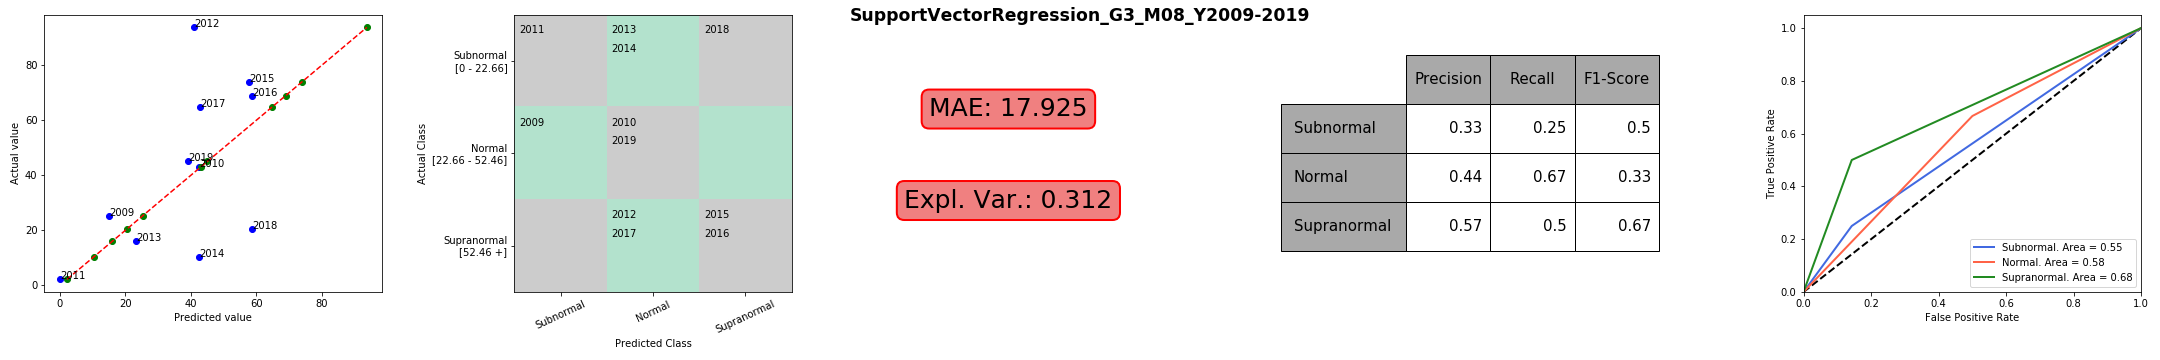 SupportVectorRegression_G3_M08_Y2009-2019
Actual value
80
60
40
20
0
0 20 40 60 80
Predicted value
2012
2015
2016
2017
2019
2010
2009
2018
2013
2014
2011
Actual Class
Subnormal
[0 - 22.66]
Normal
[22.66 - 52.46]
Supranormal
[52.46 +]
2011 2013 2018
2014
2009 2010
2019
2012 2015
2017 2016
Subnormal Normal Supranormal
Predicted Class
MAE: 17.925
Expl. Var.: 0.312
Precision Recall F1-Score
Subnormal 0.33 0.25 0.5
Normal 0.44 0.67 0.33
Supranormal 0.57 0.5 0.67
True Positive Rate
1.0
0.8
0.6
0.4
0.2
0.0
0.0 0.2 0.4 0.6 0.8 1.0
False Positive Rate
Subnormal. Area = 0.55
Normal. Area = 0.58
Supranormal. Area = 0.68